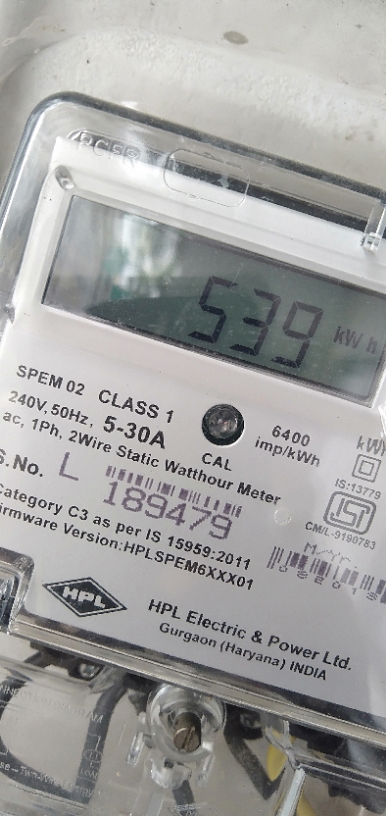 539 kWh
SPEM 02 CLASS 1
240V, 50Hz, 5-30A
6400
imp/kWh
kW
CAL
ac, 1Ph, 2Wire Static Watthour Meter
S.No. L 189479
IS:13779
CM/L-9190783
Category C3 as per IS 15959:2011
Firmware Version:HPLSPEM6XXX01
HPL
HPL Electric & Power Ltd.
Gurgaon (Haryana) INDIA